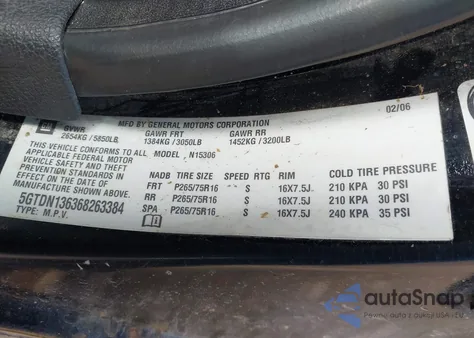 MFD BY GENERAL MOTORS CORPORATION 02/06
GM GVWR GAWR FRT GAWR RR
2654KG / 5850LB 1384KG / 3050LB 1452KG / 3200LB
THIS VEHICLE CONFORMS TO ALL N15306
APPLICABLE FEDERAL MOTOR
VEHICLE SAFETY, AND THEFT
PREVENTION STANDARDS IN
EFFECT ON THE DATE OF
MANUFACTURE SHOWN ABOVE.
5GTDN136368263384
TYPE: M.P.V.
NADB TIRE SIZE SPEED RTG RIM COLD TIRE PRESSURE
FRT P265/75R16 S 16X7.5J 210 KPA 30 PSI
RR P265/75R16 S 16X7.5J 210 KPA 30 PSI
SPA P265/75R16 S 16X7.5J 240 KPA 35 PSI
autoSnap